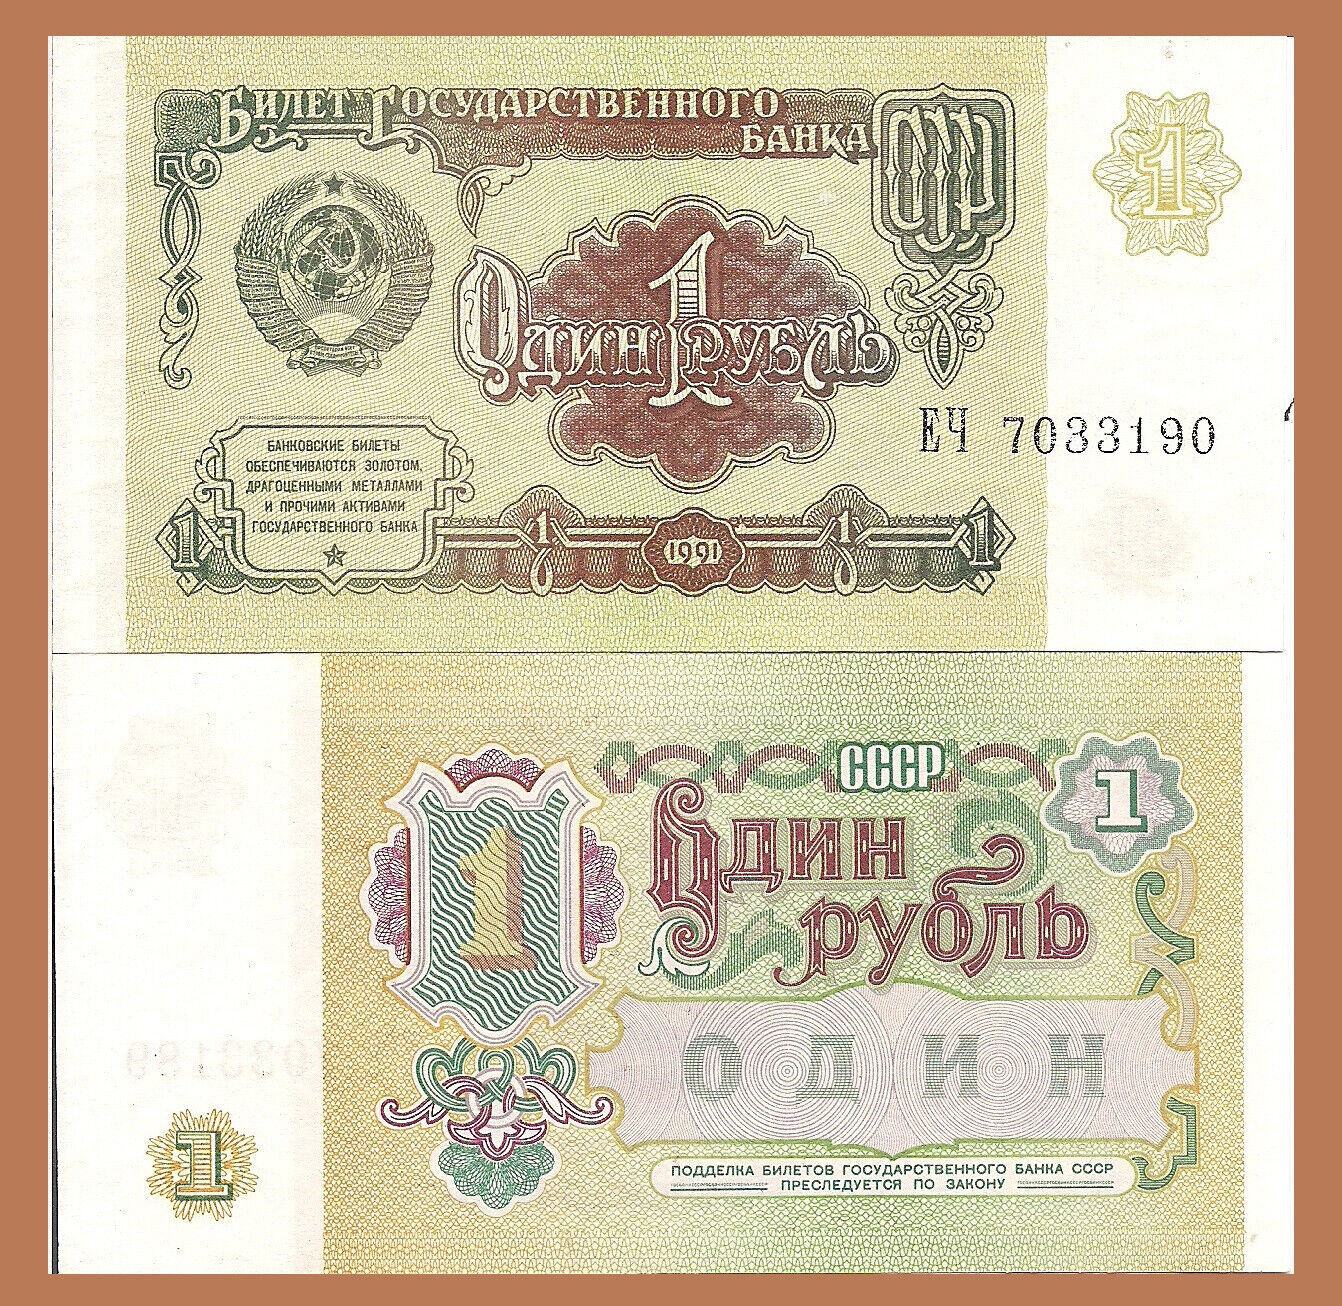 БИЛЕТ ГОСУДАРСТВЕННОГО
БАНКА СССР
1
1
ОДИН РУБЛЬ
ЕЧ 7033190
БАНКОВСКИЕ БИЛЕТЫ
ОБЕСПЕЧИВАЮТСЯ ЗОЛОТОМ,
ДРАГОЦЕННЫМИ МЕТАЛЛАМИ
И ПРОЧИМИ АКТИВАМИ
ГОСУДАРСТВЕННОГО БАНКА
1 1 1991 1 1
СССР
1
1
ОДИН
РУБЛЬ
ОДИН
1
ПОДДЕЛКА БИЛЕТОВ ГОСУДАРСТВЕННОГО БАНКА СССР
ПРЕСЛЕДУЕТСЯ ПО ЗАКОНУ